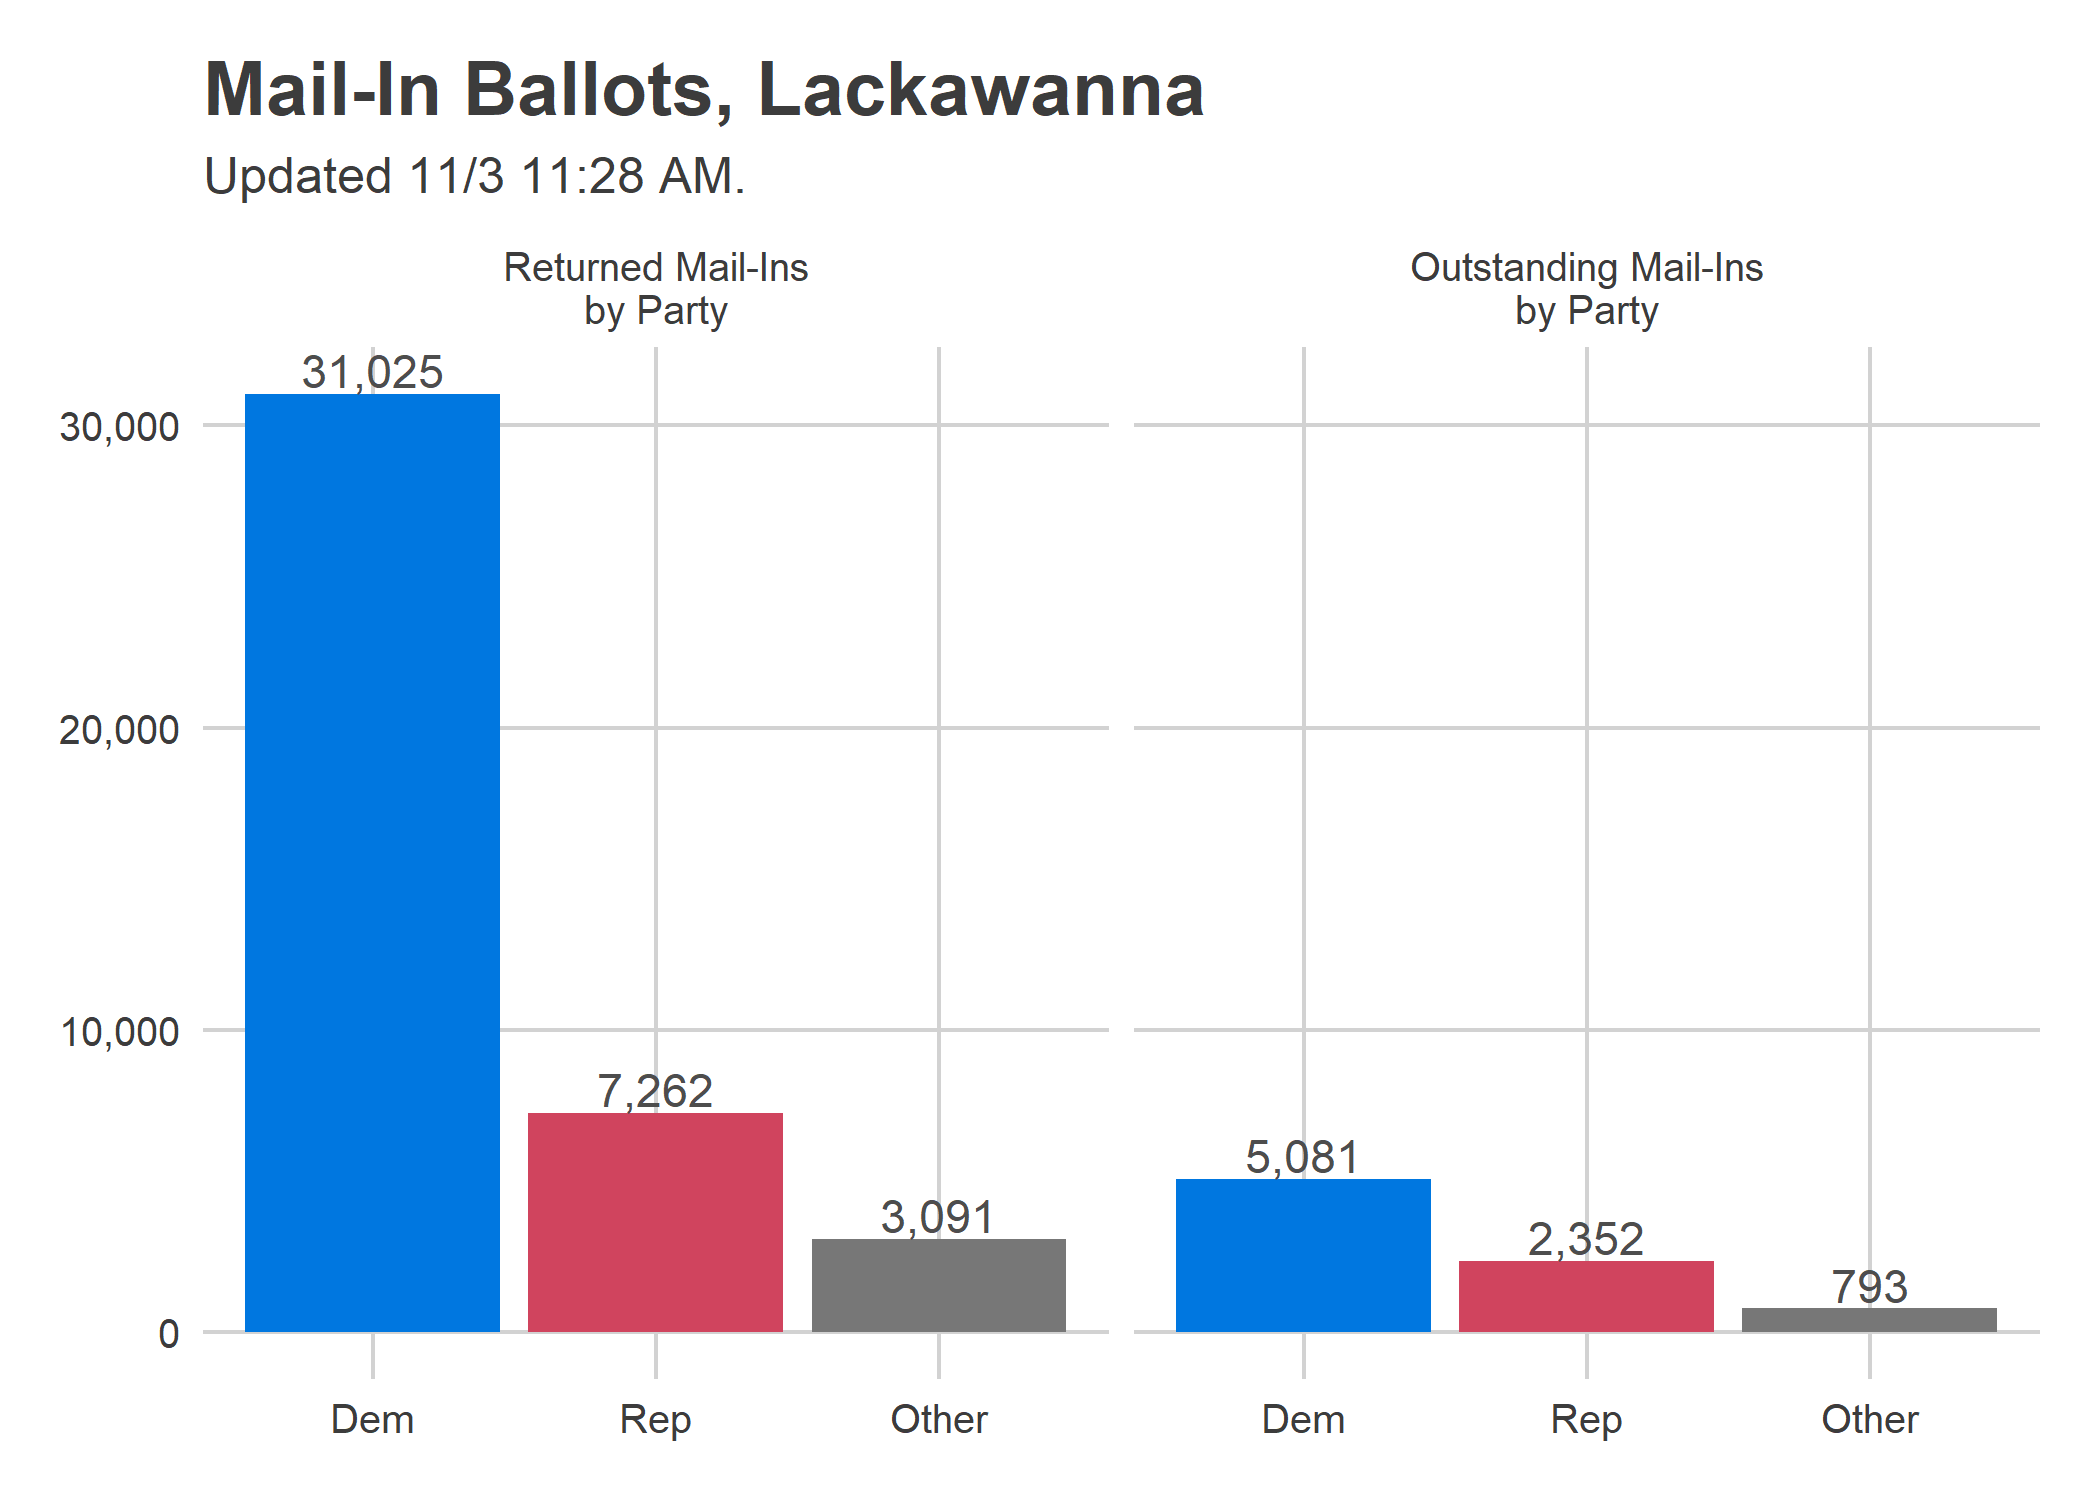 Mail-In Ballots, Lackawanna
Updated 11/3 11:28 AM.
Returned Mail-Ins
by Party
Outstanding Mail-Ins
by Party
30,000
20,000
10,000
0
31,025
7,262
3,091
5,081
2,352
793
Dem
Rep
Other
Dem
Rep
Other